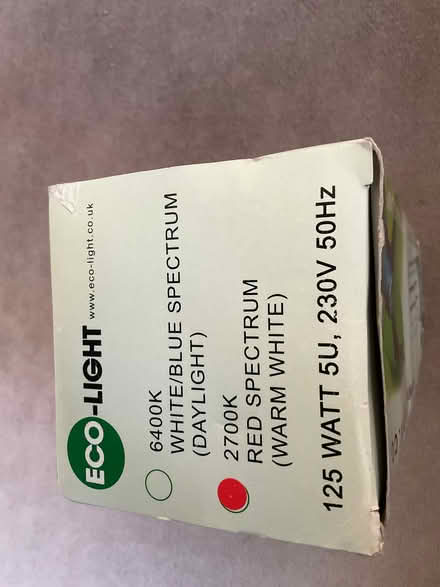 ECO-LIGHT www.eco-light.co.uk
6400K
WHITE/BLUE SPECTRUM
(DAYLIGHT)
2700K
RED SPECTRUM
(WARM WHITE)
125 WATT 5U, 230V 50Hz